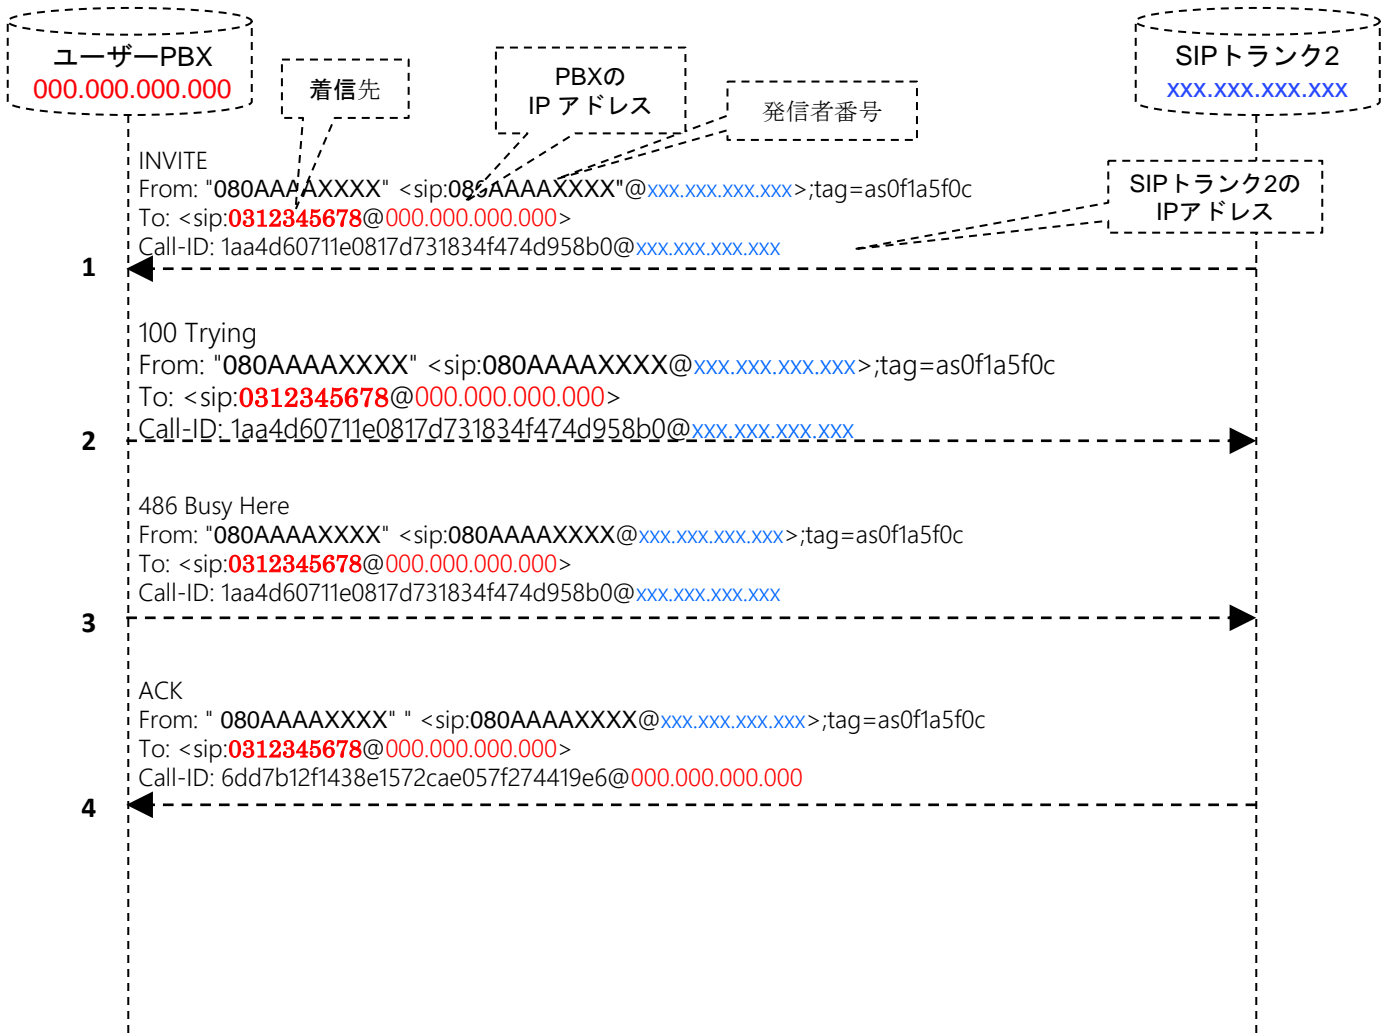 ユーザーPBX
000.000.000.000
SIPトランク2
xxx.xxx.xxx.xxx
着信先
PBXの
IP アドレス
発信者番号
SIPトランク2の
IPアドレス
INVITE
From: "080AAAAXXXX" <sip:080AAAAXXXX"@xxx.xxx.xxx.xxx>;tag=as0f1a5f0c
To: <sip:0312345678@000.000.000.000>
Call-ID: 1aa4d60711e0817d731834f474d958b0@xxx.xxx.xxx.xxx
1
100 Trying
From: "080AAAAXXXX" <sip:080AAAAXXXX@xxx.xxx.xxx.xxx>;tag=as0f1a5f0c
To: <sip:0312345678@000.000.000.000>
Call-ID: 1aa4d60711e0817d731834f474d958b0@xxx.xxx.xxx.xxx
2
486 Busy Here
From: "080AAAAXXXX" <sip:080AAAAXXXX@xxx.xxx.xxx.xxx>;tag=as0f1a5f0c
To: <sip:0312345678@000.000.000.000>
Call-ID: 1aa4d60711e0817d731834f474d958b0@xxx.xxx.xxx.xxx
3
ACK
From: " 080AAAAXXXX" " <sip:080AAAAXXXX@xxx.xxx.xxx.xxx>;tag=as0f1a5f0c
To: <sip:0312345678@000.000.000.000>
Call-ID: 6dd7b12f1438e1572cae057f274419e6@000.000.000.000
4